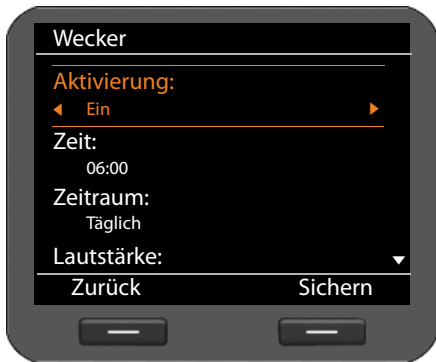 Wecker
Aktivierung:
Ein
Zeit:
06:00
Zeitraum:
Täglich
Lautstärke:
Zurück Sichern